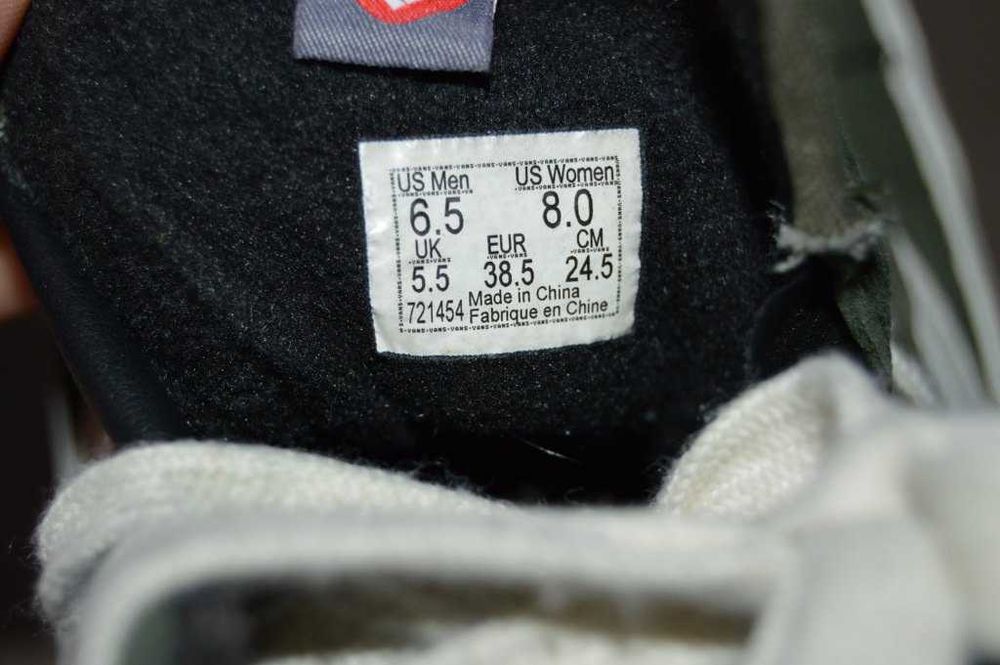 US Men US Women
6.5 8.0
UK EUR CM
5.5 38.5 24.5
721454 Made in China
Fabrique en Chine